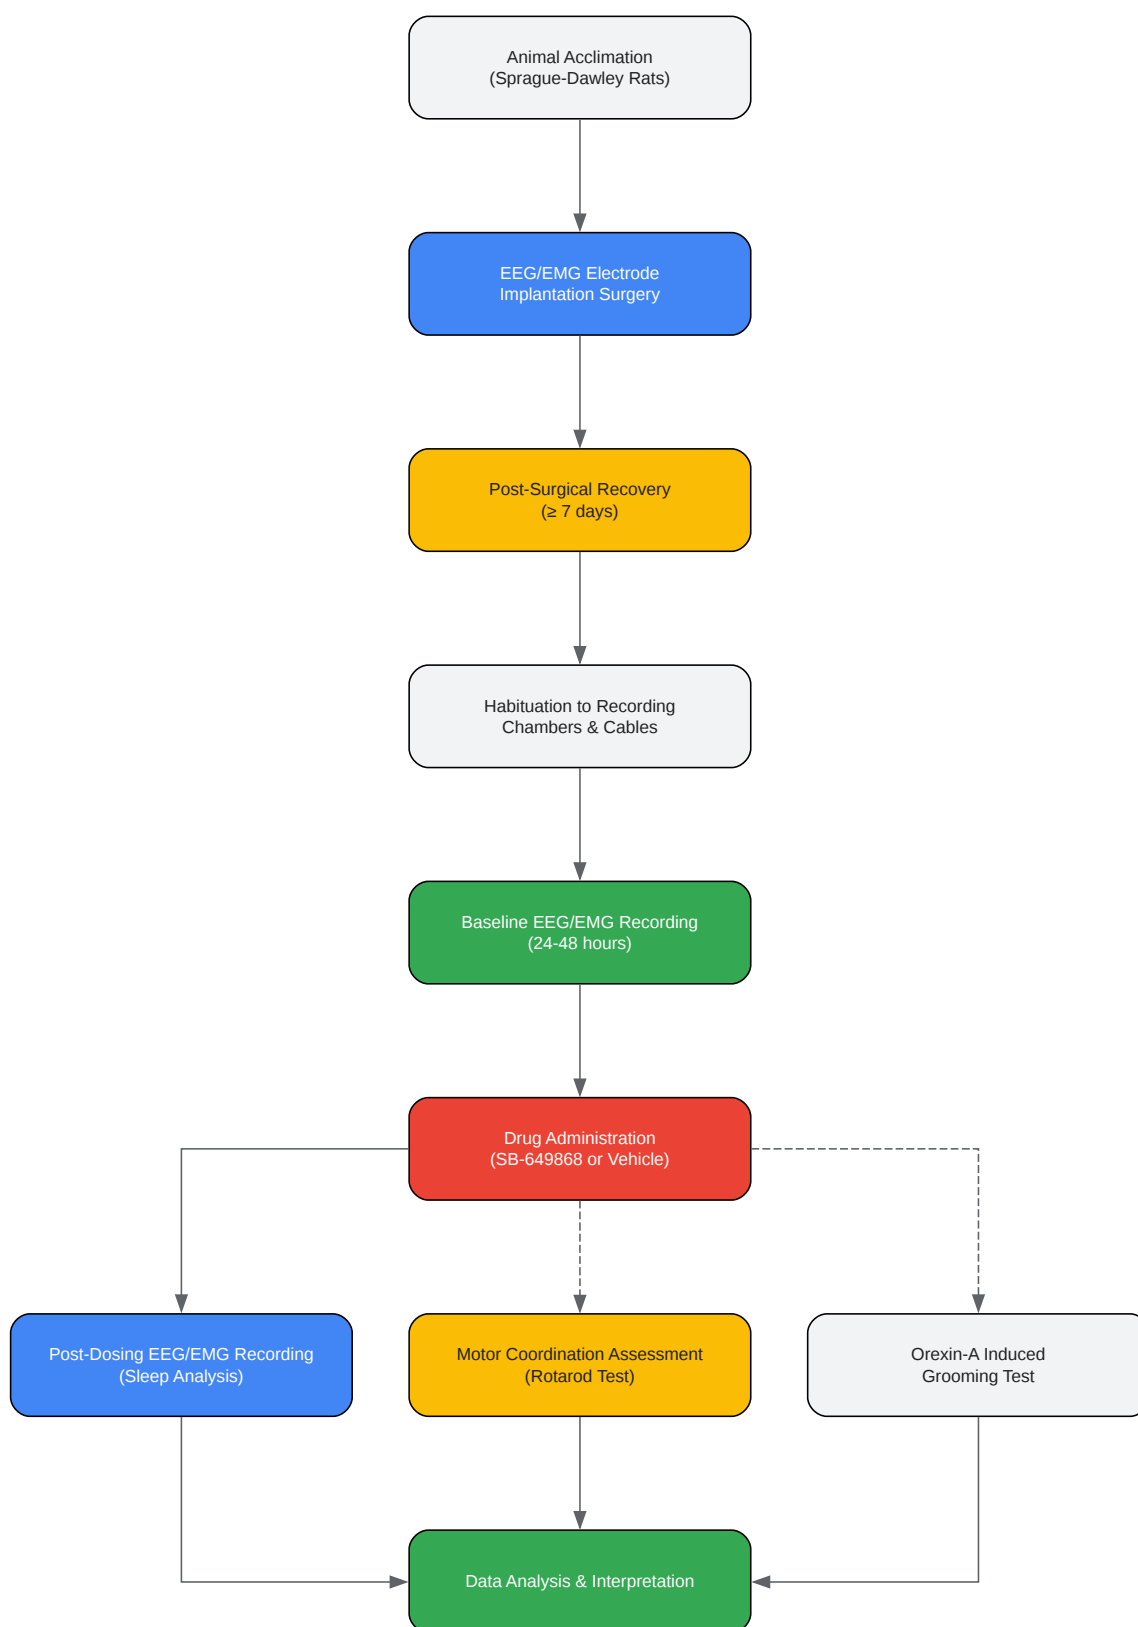 Animal Acclimation
(Sprague-Dawley Rats)
EEG/EMG Electrode
Implantation Surgery
Post-Surgical Recovery
(≥ 7 days)
Habituation to Recording
Chambers & Cables
Baseline EEG/EMG Recording
(24-48 hours)
Drug Administration
(SB-649868 or Vehicle)
Post-Dosing EEG/EMG Recording
(Sleep Analysis)
Motor Coordination Assessment
(Rotarod Test)
Orexin-A Induced
Grooming Test
Data Analysis & Interpretation